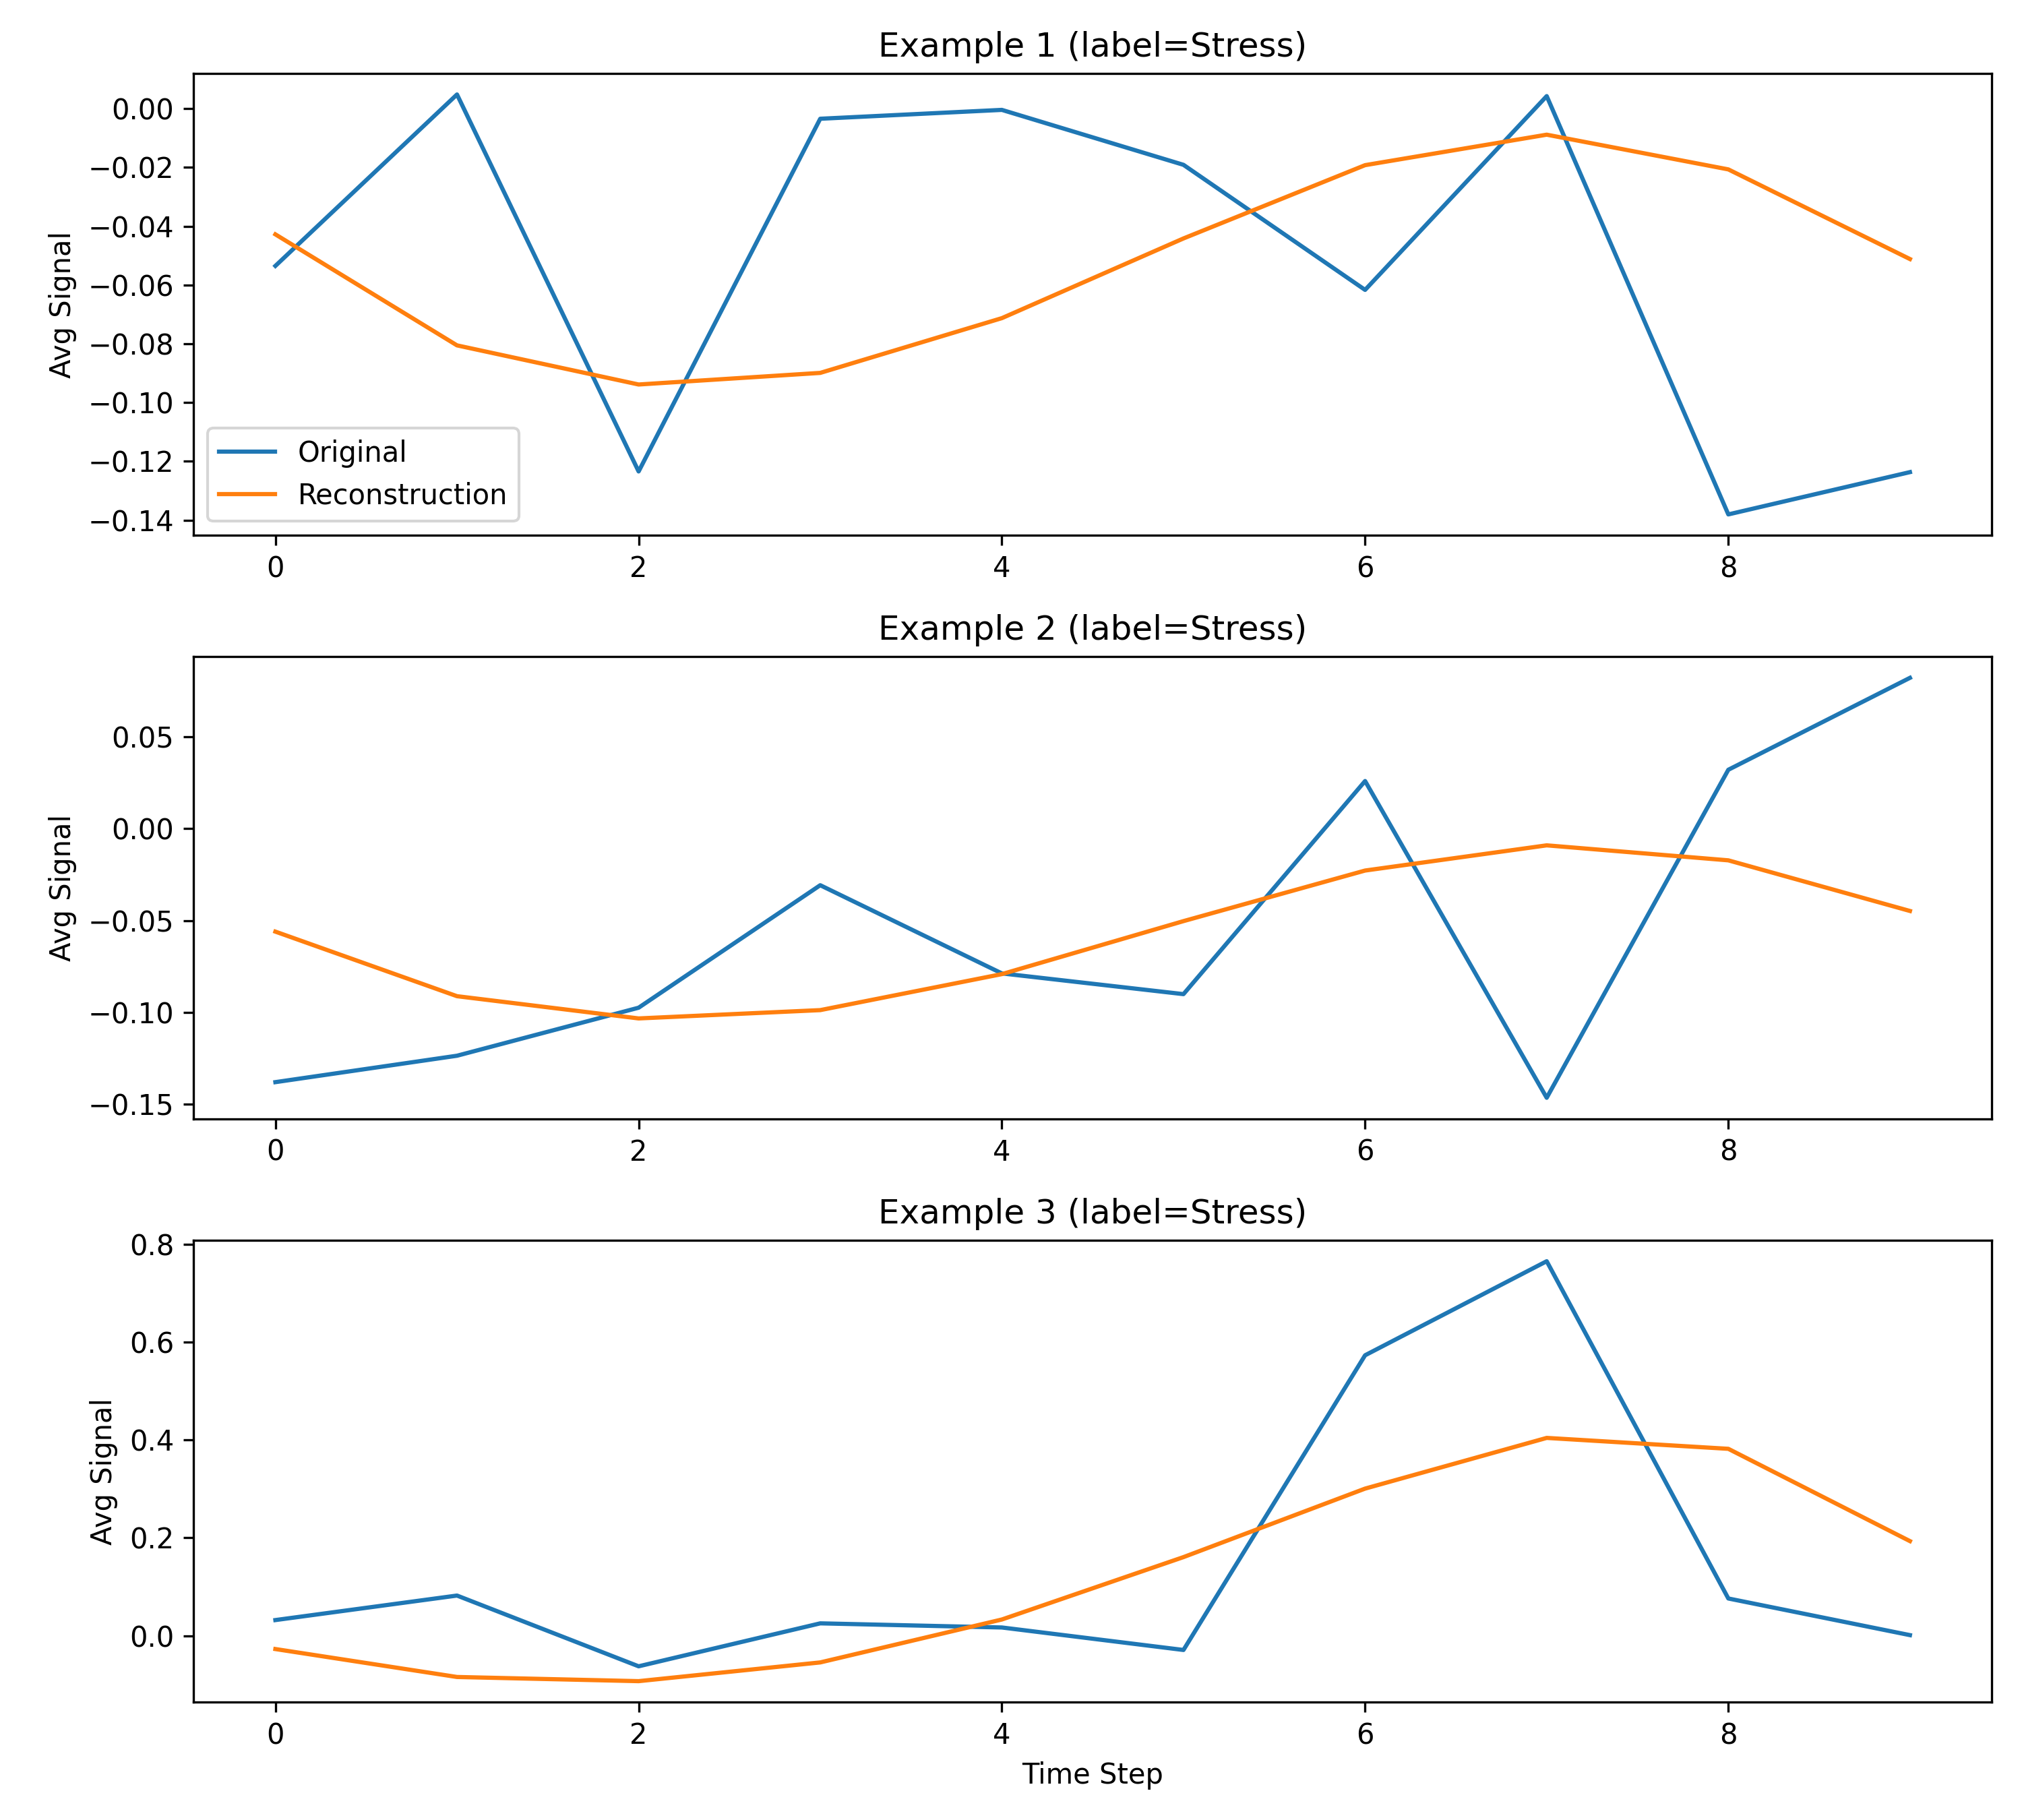 Example 1 (label=Stress)
0.00
−0.02
−0.04
−0.06
−0.08
−0.10
−0.12
−0.14
Avg Signal
Original
Reconstruction
0 2 4 6 8
Example 2 (label=Stress)
0.05
0.00
−0.05
−0.10
−0.15
Avg Signal
0 2 4 6 8
Example 3 (label=Stress)
0.8
0.6
0.4
0.2
0.0
Avg Signal
0 2 4 6 8
Time Step